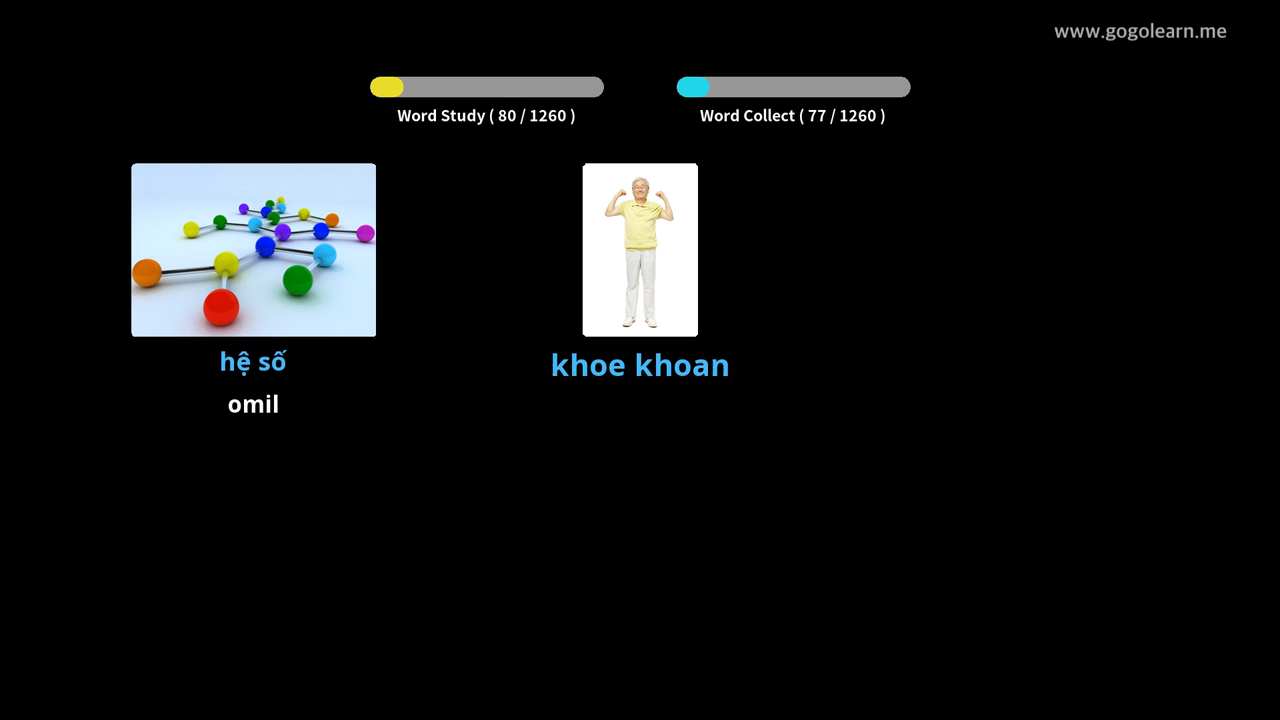 www.gogolearn.me
Word Study ( 80 / 1260 )
Word Collect ( 77 / 1260 )
hệ số
omil
khoe khoan